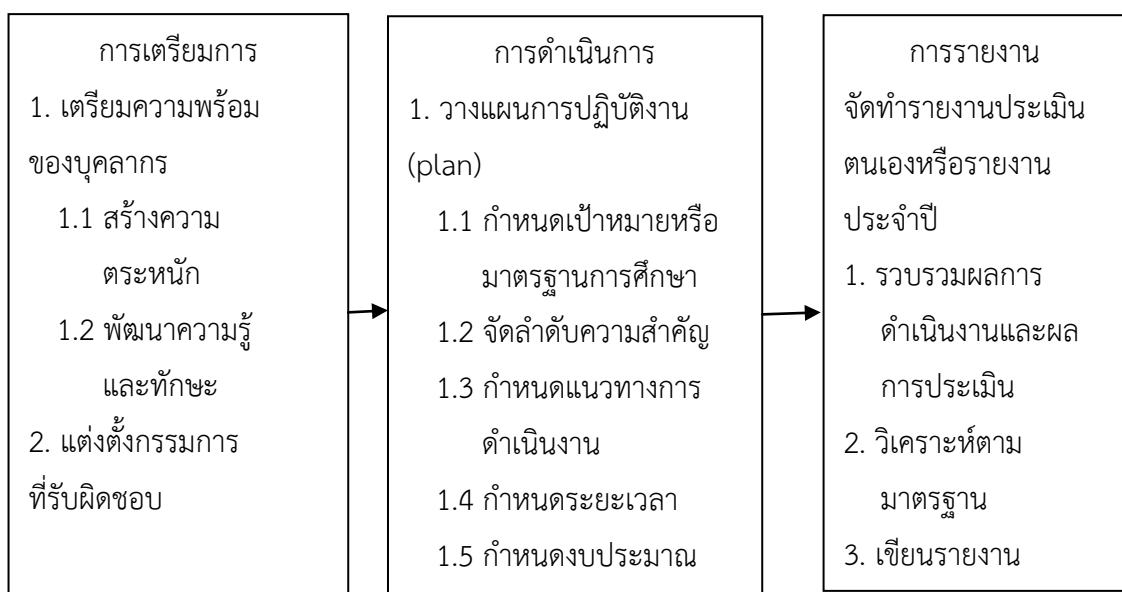 การเตรียมการ
1. เตรียมความพร้อม
ของบุคลากร
1.1 สร้างความ
ตระหนัก
1.2 พัฒนาความรู้
และทักษะ
2. แต่งตั้งกรรมการ
ที่รับผิดชอบ
การดำเนินการ
1. วางแผนการปฏิบัติงาน
(plan)
1.1 กำหนดเป้าหมายหรือ
มาตรฐานการศึกษา
1.2 จัดลำดับความสำคัญ
1.3 กำหนดแนวทางการ
ดำเนินงาน
1.4 กำหนดระยะเวลา
1.5 กำหนดงบประมาณ
การรายงาน
จัดทำรายงานประเมิน
ตนเองหรือรายงาน
ประจำปี
1. รวบรวมผลการ
ดำเนินงานและผล
การประเมิน
2. วิเคราะห์ตาม
มาตรฐาน
3. เขียนรายงาน